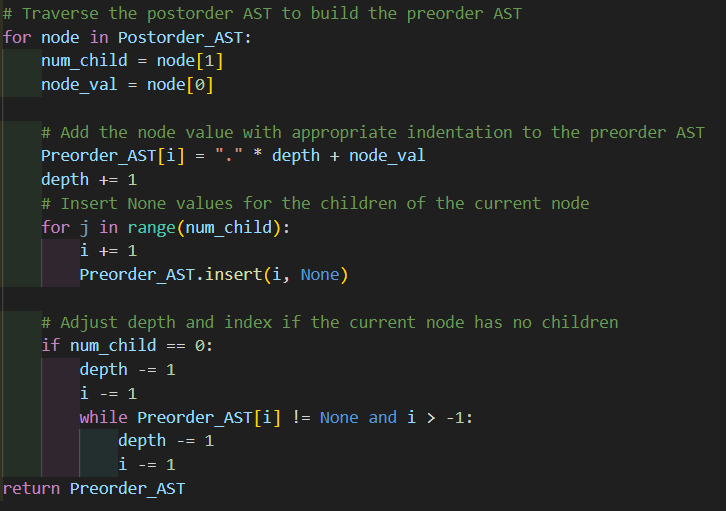 # Traverse the postorder AST to build the preorder AST
for node in Postorder_AST:
    num_child = node[1]
    node_val = node[0]

    # Add the node value with appropriate indentation to the preorder AST
    Preorder_AST[i] = "." * depth + node_val
    depth += 1
    # Insert None values for the children of the current node
    for j in range(num_child):
        i += 1
        Preorder_AST.insert(i, None)

    # Adjust depth and index if the current node has no children
    if num_child == 0:
        depth -= 1
        i -= 1
        while Preorder_AST[i] != None and i > -1:
            depth -= 1
            i -= 1
return Preorder_AST